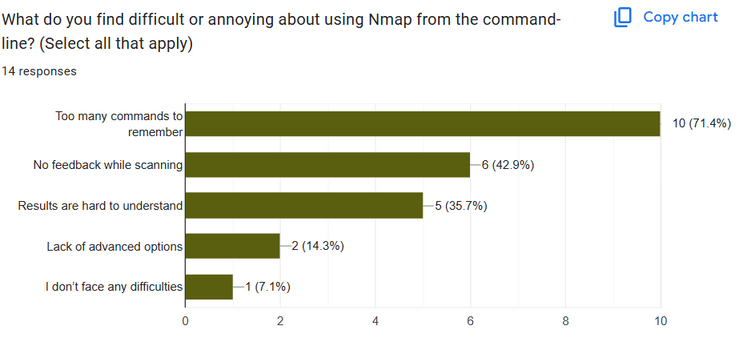 What do you find difficult or annoying about using Nmap from the command-
line? (Select all that apply)
Copy chart
14 responses
Too many commands to
remember
10 (71.4%)
No feedback while scanning
6 (42.9%)
Results are hard to understand
5 (35.7%)
Lack of advanced options
2 (14.3%)
I don’t face any difficulties
1 (7.1%)
0 2 4 6 8 10